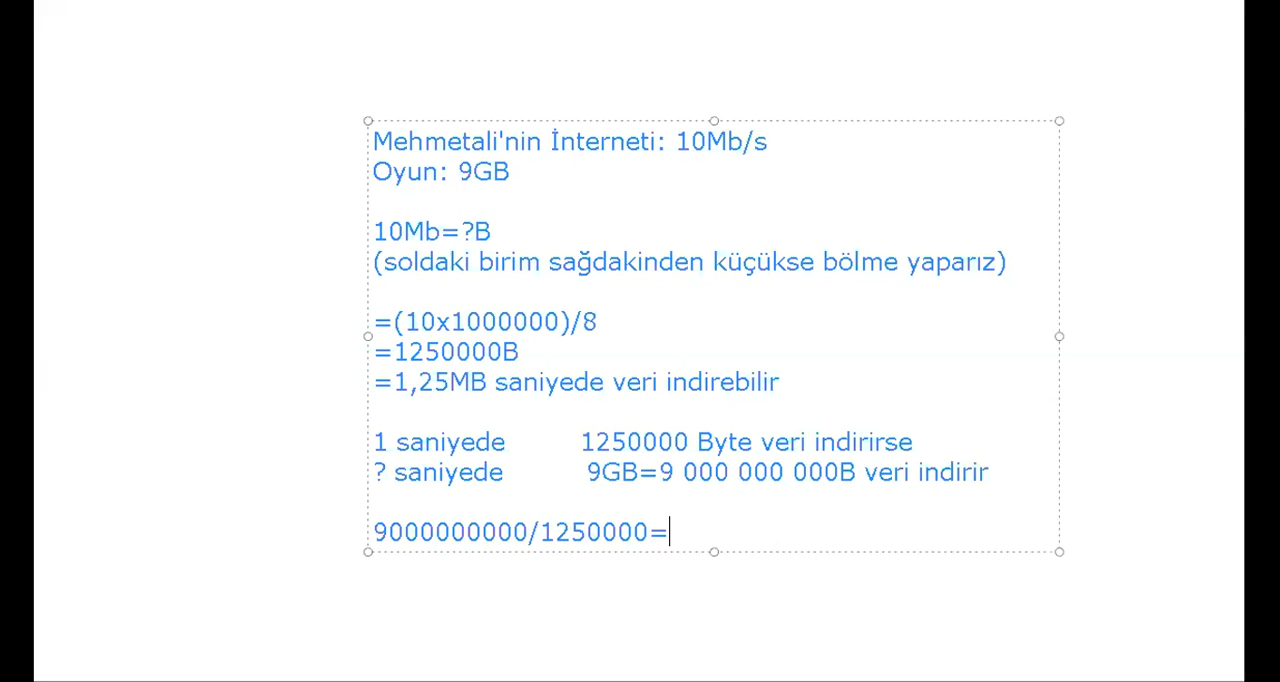 Mehmetali'nin İnterneti: 10Mb/s
Oyun: 9GB
10Mb=?B
(soldaki birim sağdakinden küçükse bölme yaparız)
=(10x1000000)/8
=1250000B
=1,25MB saniyede veri indirebilir
1 saniyede 1250000 Byte veri indirirse
? saniyede 9GB=9 000 000 000B veri indirir
9000000000/1250000=